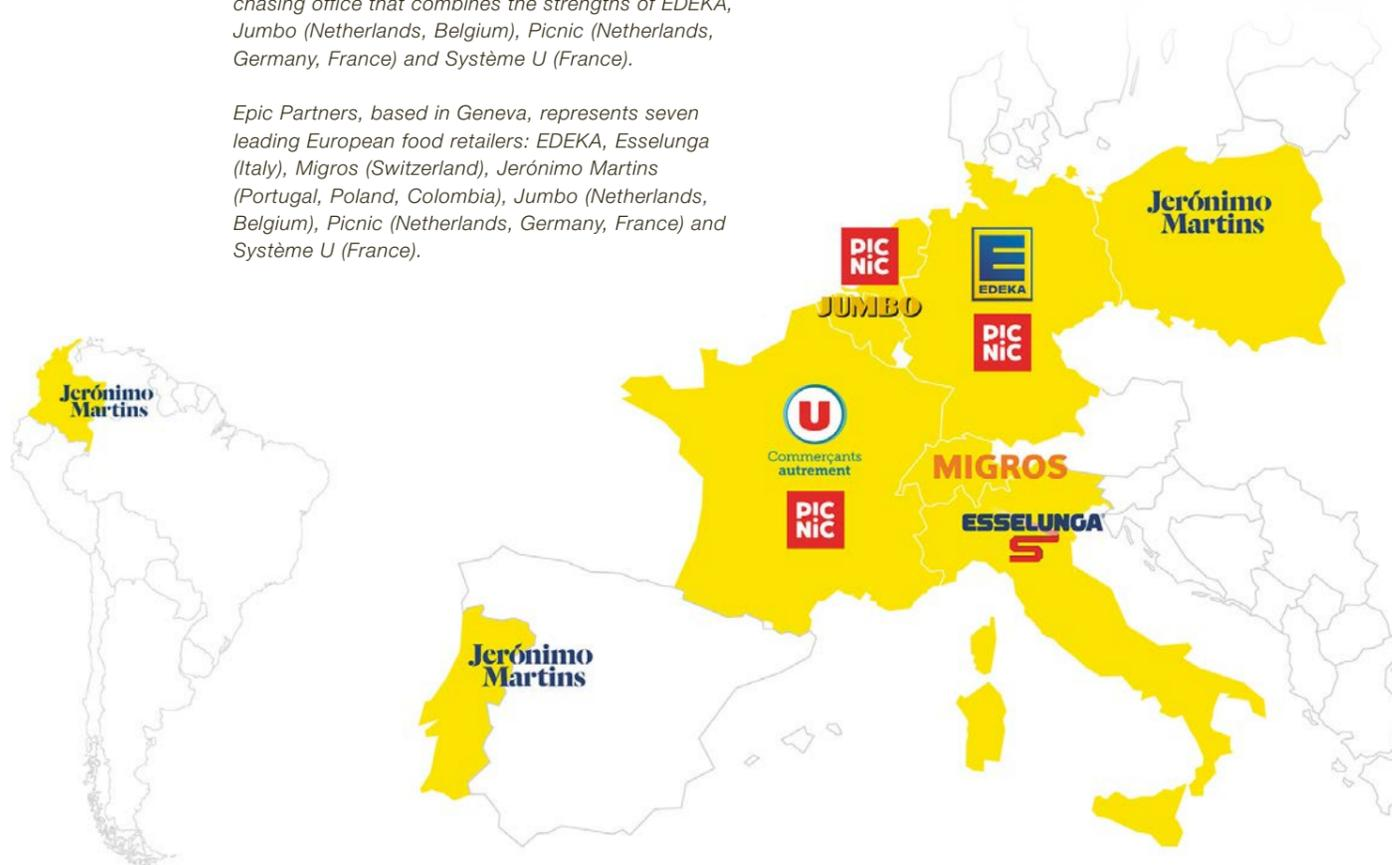 chasing office that combines the strengths of EDEKA,
Jumbo (Netherlands, Belgium), Picnic (Netherlands,
Germany, France) and Système U (France).
Epic Partners, based in Geneva, represents seven
leading European food retailers: EDEKA, Esselunga
(Italy), Migros (Switzerland), Jerónimo Martins
(Portugal, Poland, Colombia), Jumbo (Netherlands,
Belgium), Picnic (Netherlands, Germany, France) and
Système U (France).
Jerónimo
Martins
PIC
NIC
E
EDEKA
JUMBO
PIC
NIC
Jerónimo
Martins
U
Commerçants
autrement
MIGROS
PIC
NIC
ESSELUNGA
S
Jerónimo
Martins